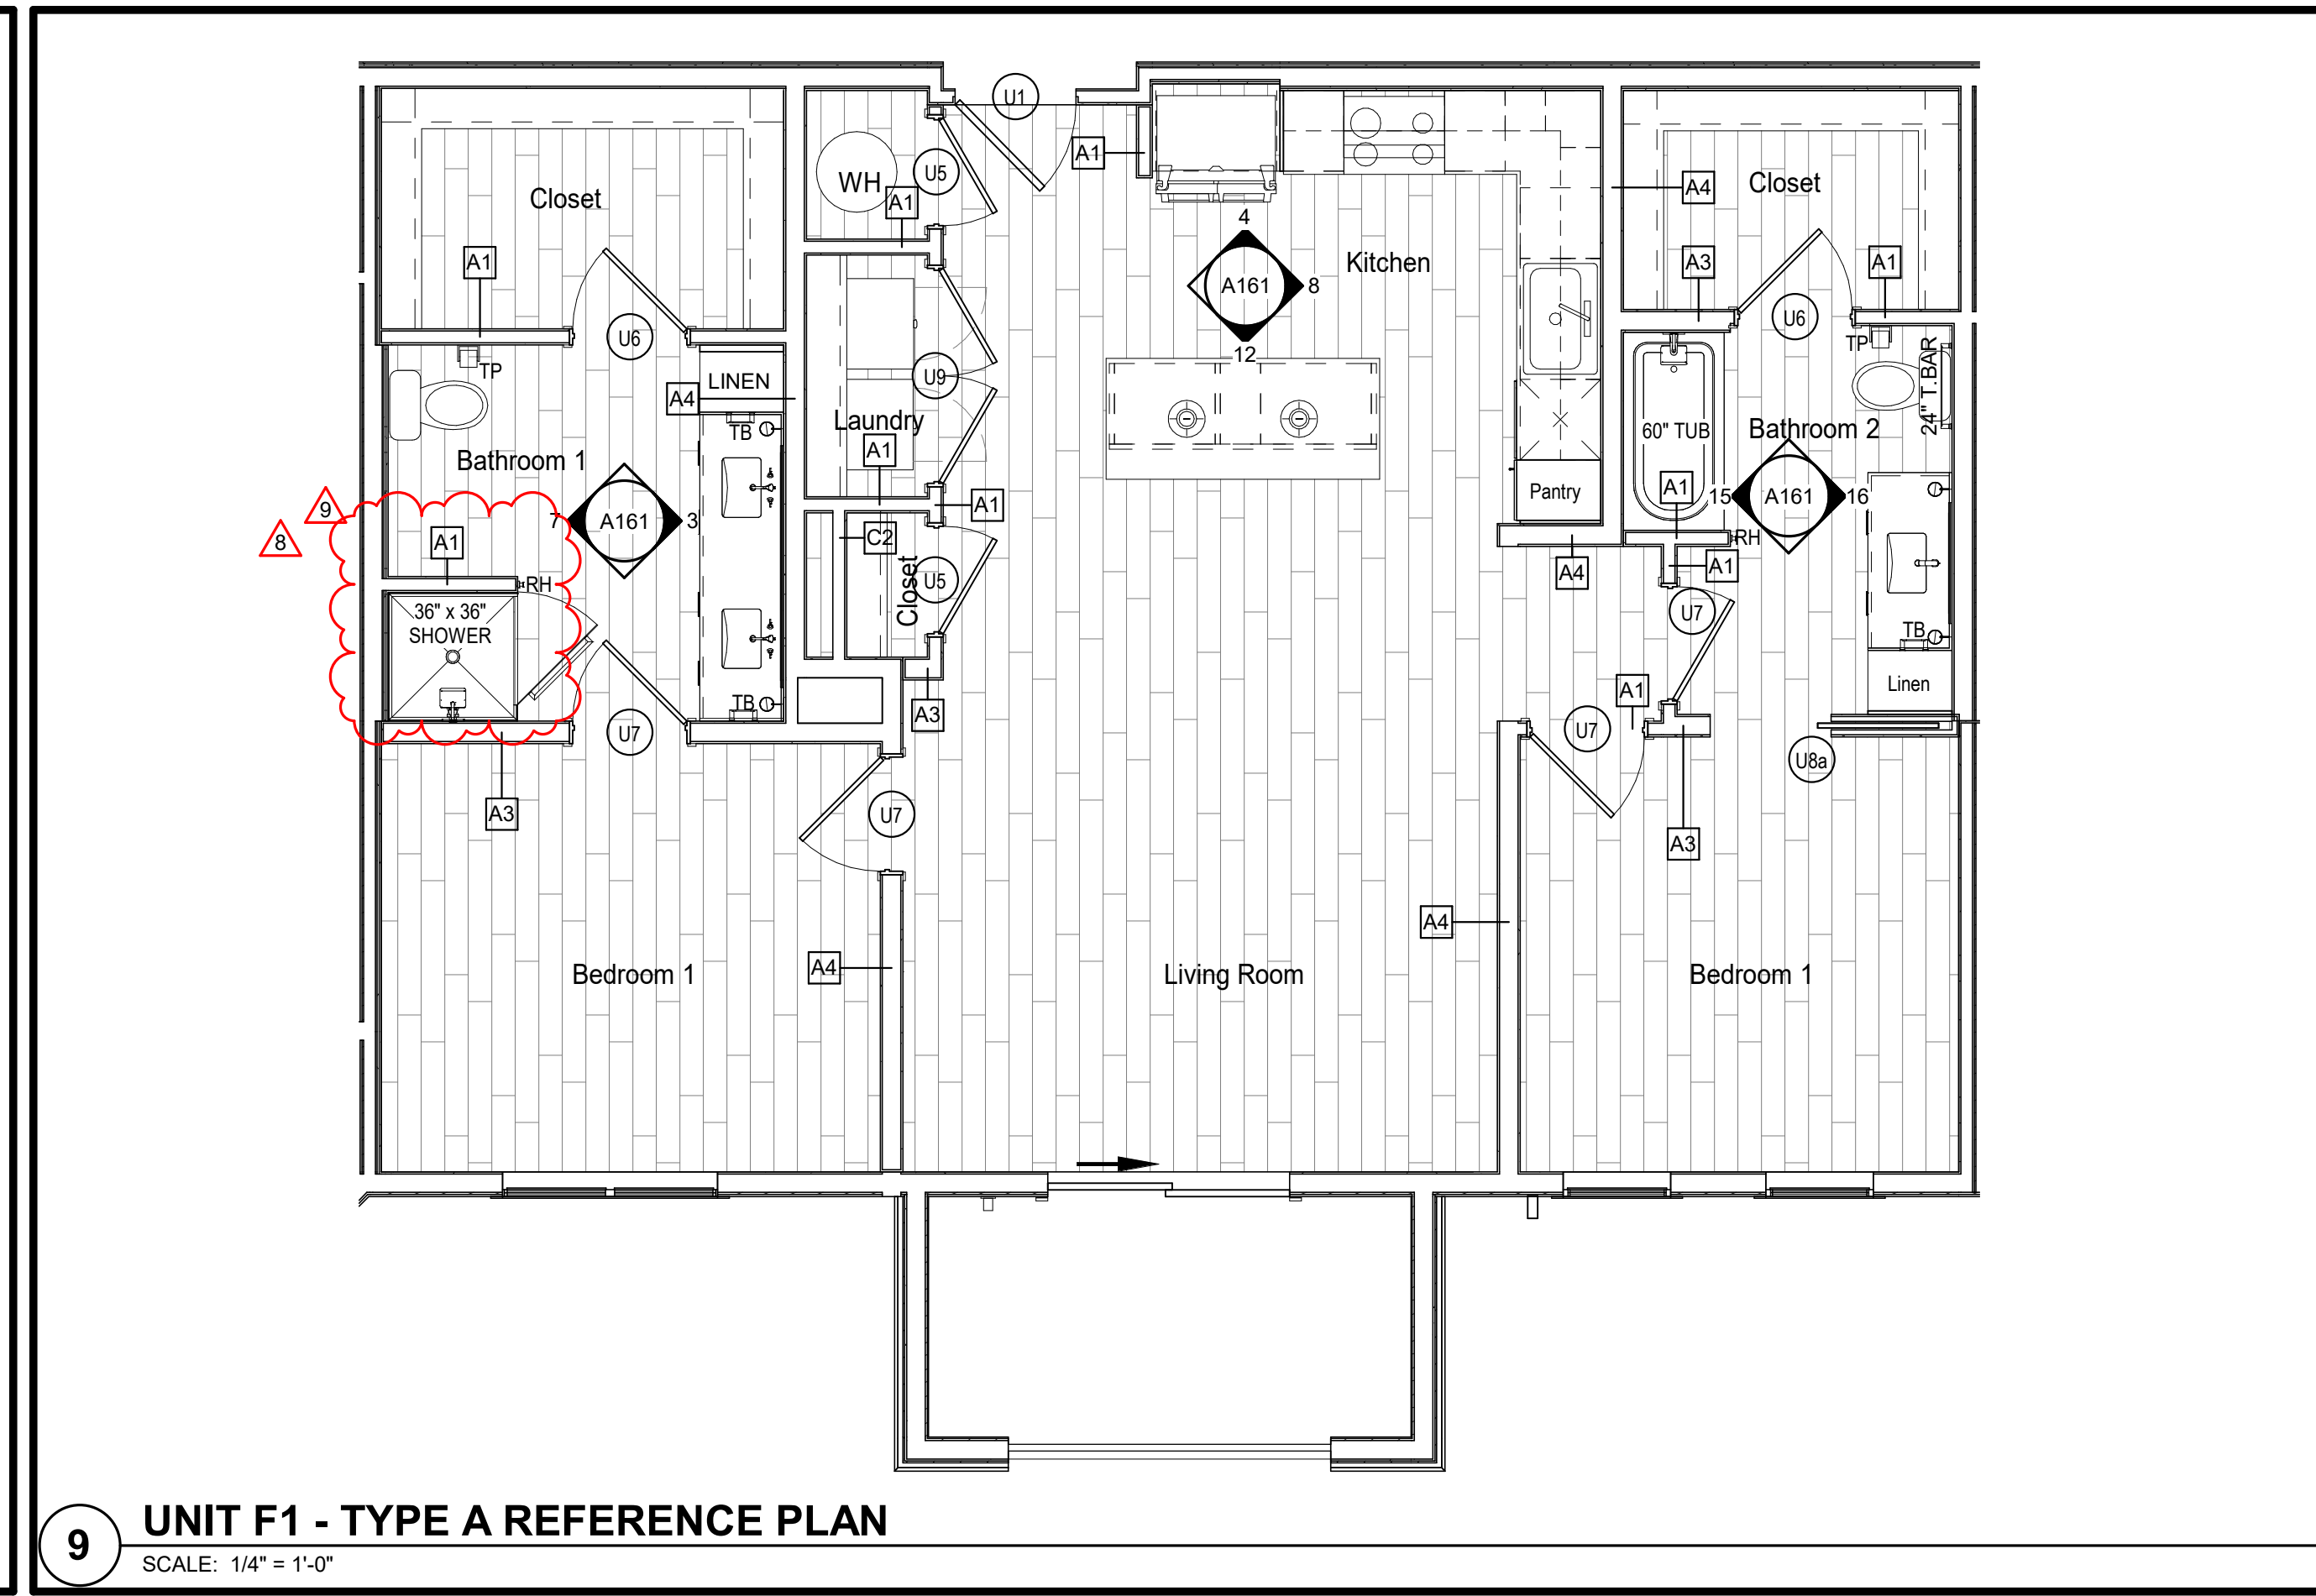 U1
A1
WH
U5
A1
Closet
A1
U6
TP
LINEN
A4
TB
Bathroom 1
4
A161
8
12
Kitchen
A4
Closet
A3
A1
U6
TP
24" T.BAR
U9
Laundry
A1
A1
C2
Closet
U5
60" TUB
Bathroom 2
A1
15
A161
16
Pantry
RH
A1
A4
U7
TB
Linen
9
8
A1
7
A161
3
RH
36" x 36"
SHOWER
TB
U7
A3
A3
U7
A1
U7
A3
U8a
A4
A4
Bedroom 1
Living Room
Bedroom 1
9
UNIT F1 - TYPE A REFERENCE PLAN
SCALE: 1/4" = 1'-0"